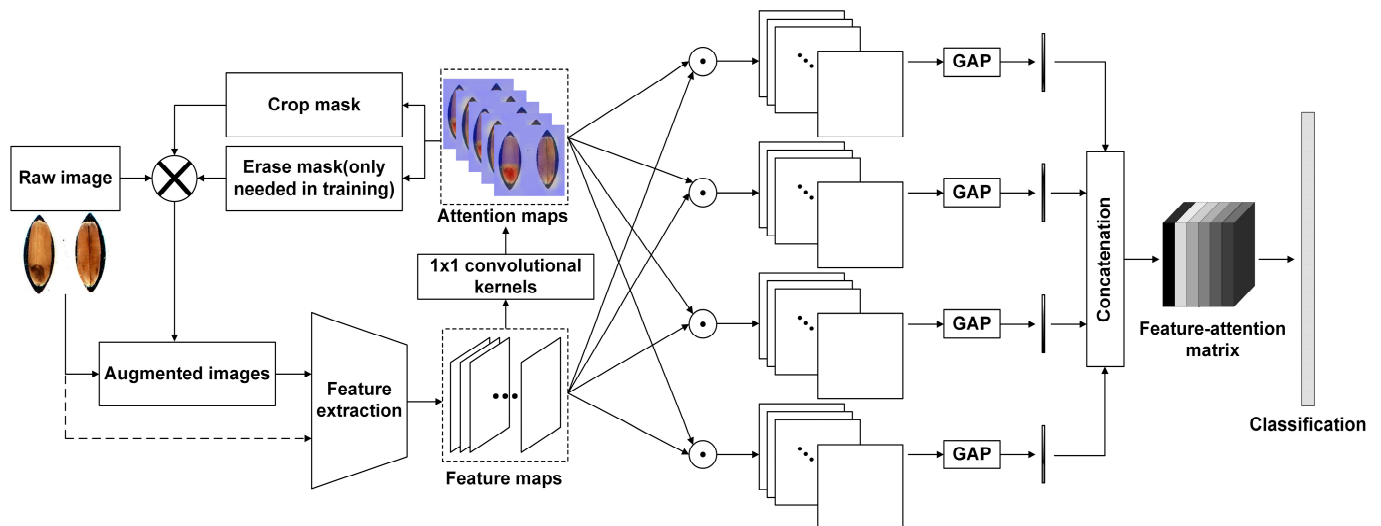 Crop mask
Erase mask(only
needed in training)
Raw image
Attention maps
1x1 convolutional
kernels
Augmented images
Feature
extraction
Feature maps
GAP
GAP
GAP
GAP
Concatenation
Feature-attention
matrix
Classification